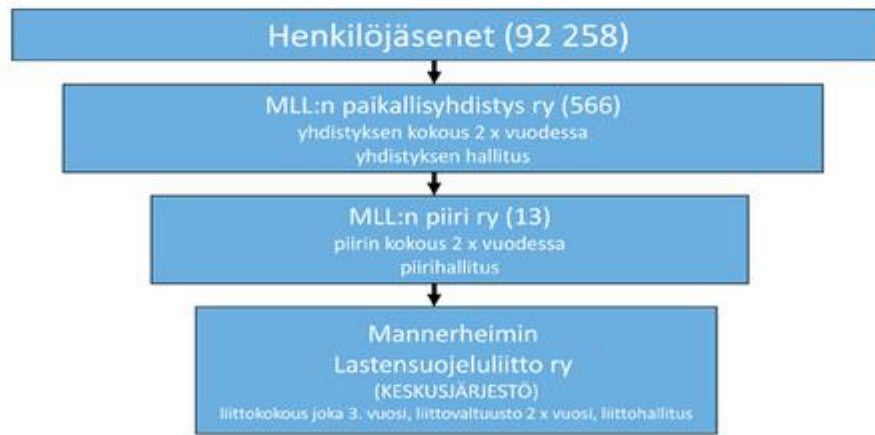 Henkilöjäsenet (92 258)
MLL:n paikallisyhdistys ry (566)
yhdistyksen kokous 2 x vuodessa
yhdistyksen hallitus
MLL:n piiri ry (13)
piirin kokous 2 x vuodessa
piirihallitus
Mannerheimin
Lastensuojeluliitto ry
(KESKUSJÄRJESTÖ)
liittokokous joka 3. vuosi, liittovaltuusto 2 x vuosi, liittohallitus